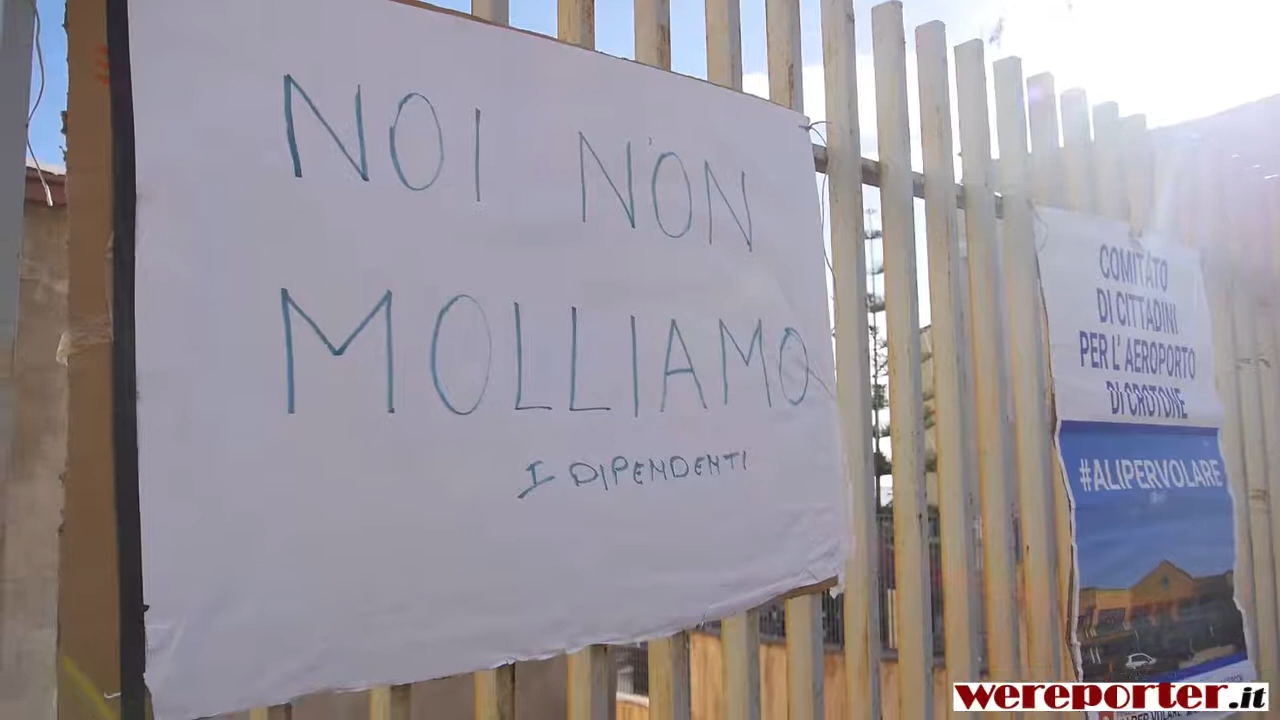 NOI NON
MOLLIAMO
I DIPENDENTI
COMITATO
DI CITTADINI
PER L'AEROPORTO
DI CROTONE
#ALIPERVOLARE
wereporter.it